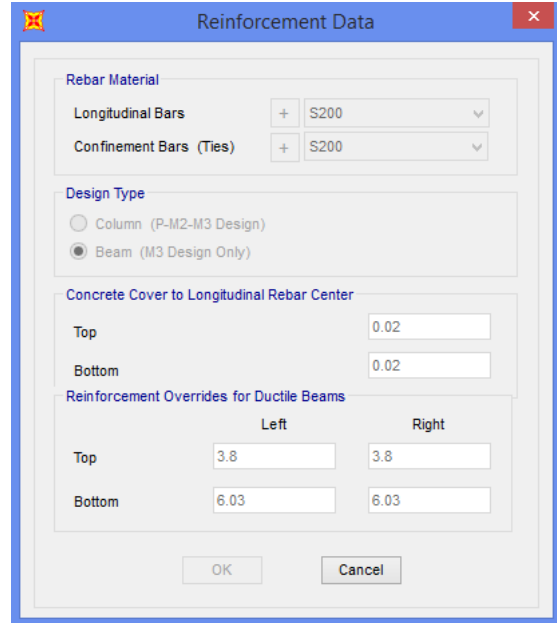 Reinforcement Data
Rebar Material
Longitudinal Bars + S200
Confinement Bars (Ties) + S200
Design Type
Column (P-M2-M3 Design)
Beam (M3 Design Only)
Concrete Cover to Longitudinal Rebar Center
Top 0.02
Bottom 0.02
Reinforcement Overrides for Ductile Beams
Left Right
Top 3.8 3.8
Bottom 6.03 6.03
OK Cancel